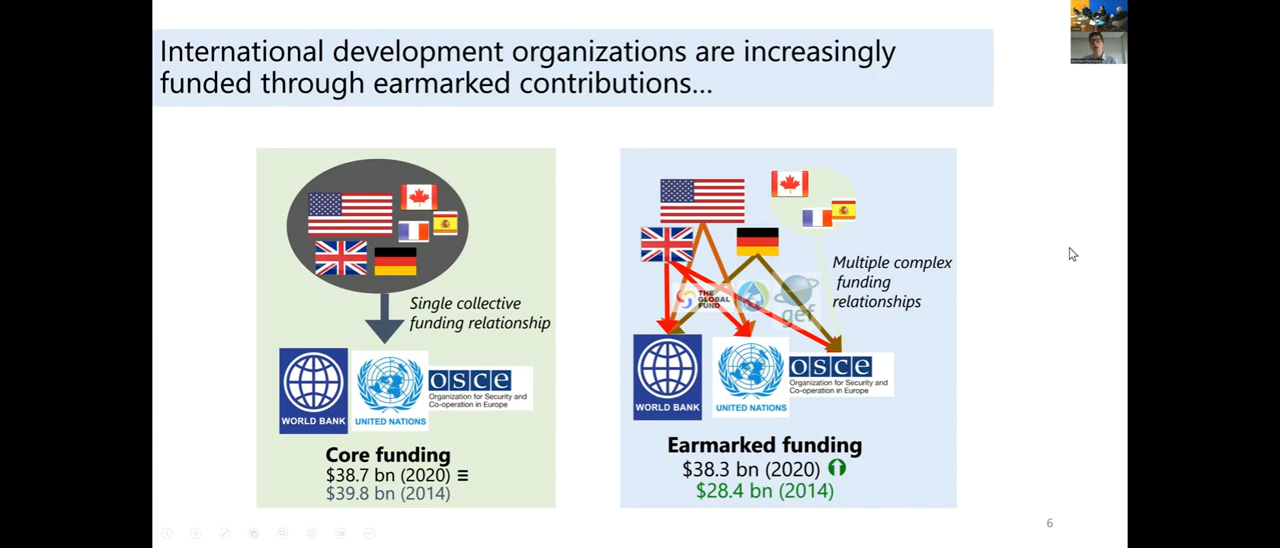 International development organizations are increasingly
funded through earmarked contributions...
Single collective
funding relationship
WORLD BANK
UNITED NATIONS
OSCE
Organization for Security and
Co-operation in Europe
Core funding
$38.7 bn (2020) =
$39.8 bn (2014)
Multiple complex
funding
relationships
THE
GLOBAL
FUND
gef
WORLD BANK
UNITED NATIONS
OSCE
Organization for Security and
Co-operation in Europe
Earmarked funding
$38.3 bn (2020)
$28.4 bn (2014)
6